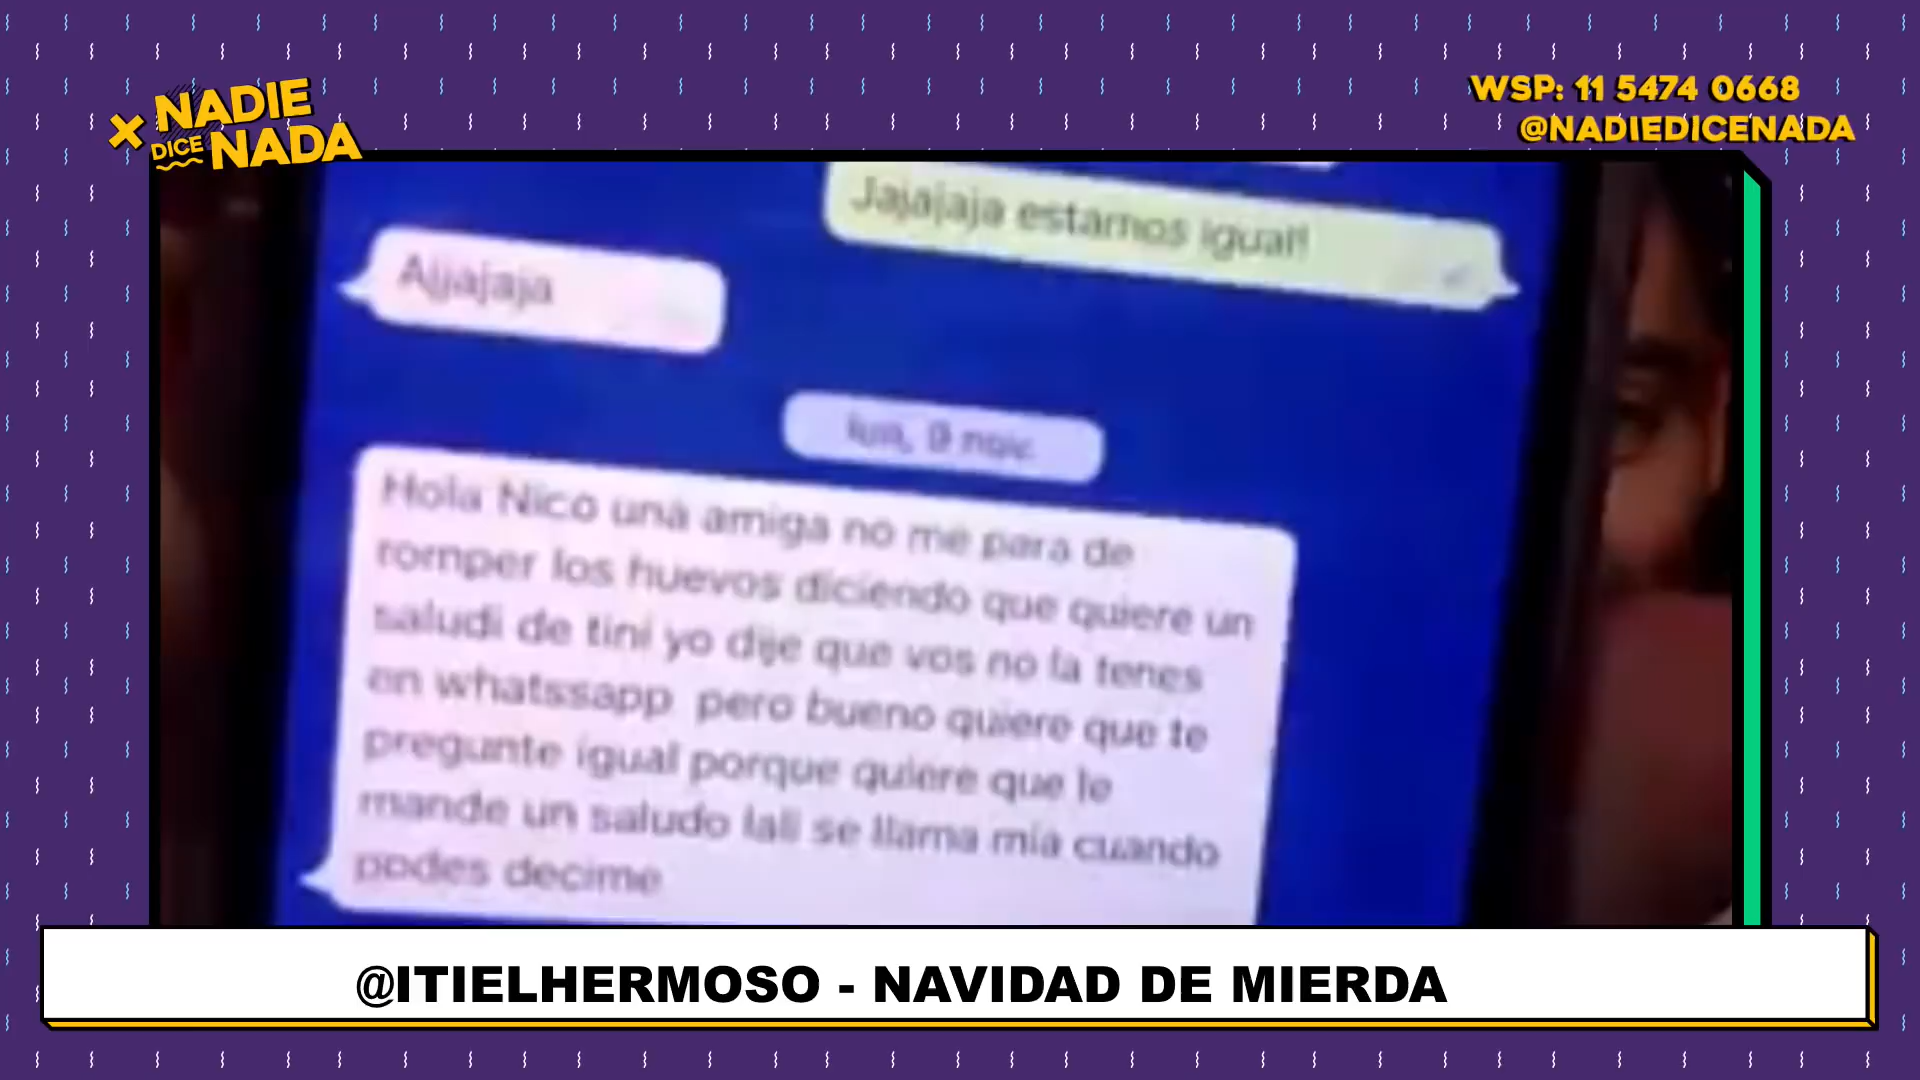 NADIE
DICE NADA
WSP: 11 5474 0668
@NADIEDICENADA
Jajajaja estamos igual!
Ajjajaja
lun, 9 nov
Hola Nico una amiga no me para de
romper los huevos diciendo que quiere un
saludi de tini yo dije que vos no la tenes
en whatssapp pero bueno quiere que te
pregunte igual porque quiere que le
mande un saludo lali se llama mia cuando
podes decime
@ITIELHERMOSO - NAVIDAD DE MIERDA